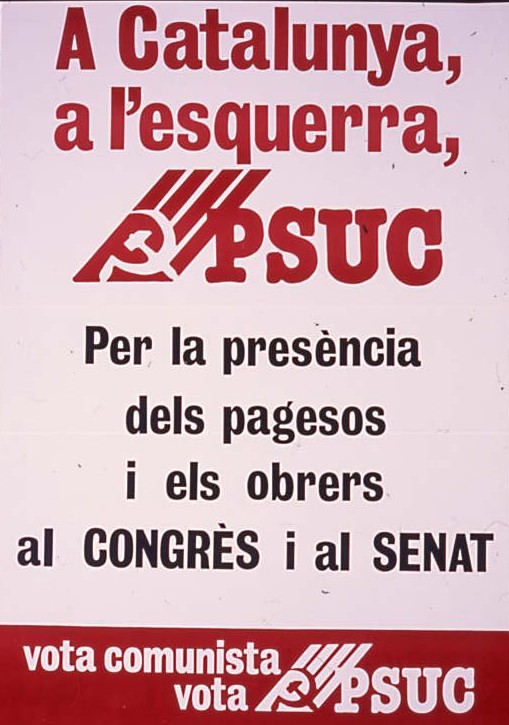 A Catalunya,
a l'esquerra,
PSUC
Per la presència
dels pagesos
i els obrers
al CONGRÈS i al SENAT
vota comunista
vota PSUC